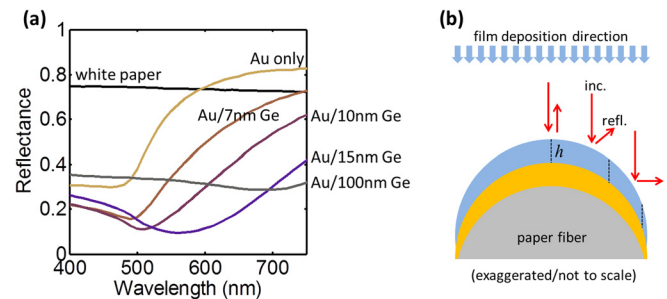 (a)
1
0.8
0.6
0.4
0.2
0
Reflectance
400
500
600
700
Wavelength (nm)
white paper
Au only
Au/7nm Ge
Au/10nm Ge
Au/15nm Ge
Au/100nm Ge
(b)
film deposition direction
inc.
refl.
h
paper fiber
(exaggerated/not to scale)